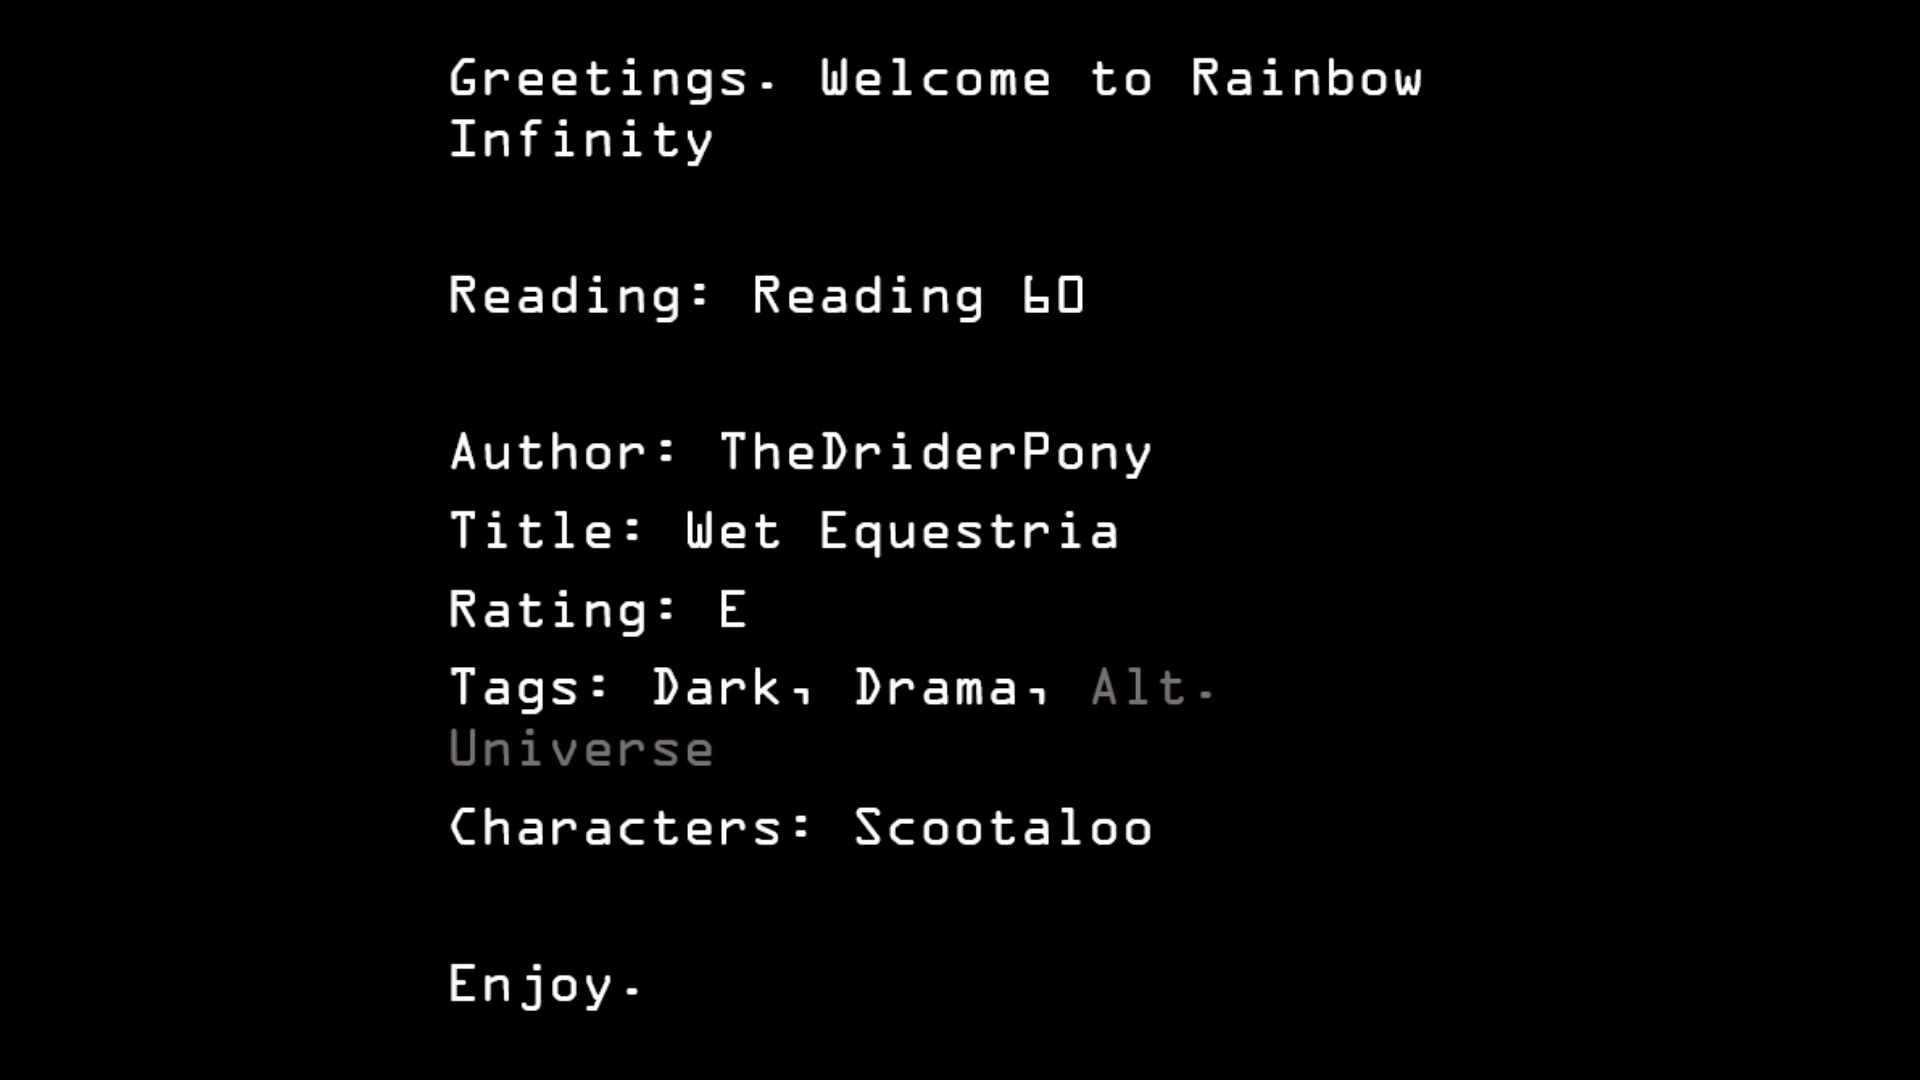 Greetings. Welcome to Rainbow
Infinity
Reading: Reading 60
Author: TheDriderPony
Title: Wet Equestria
Rating: E
Tags: Dark, Drama, Alt.
Universe
Characters: Scootaloo
Enjoy.